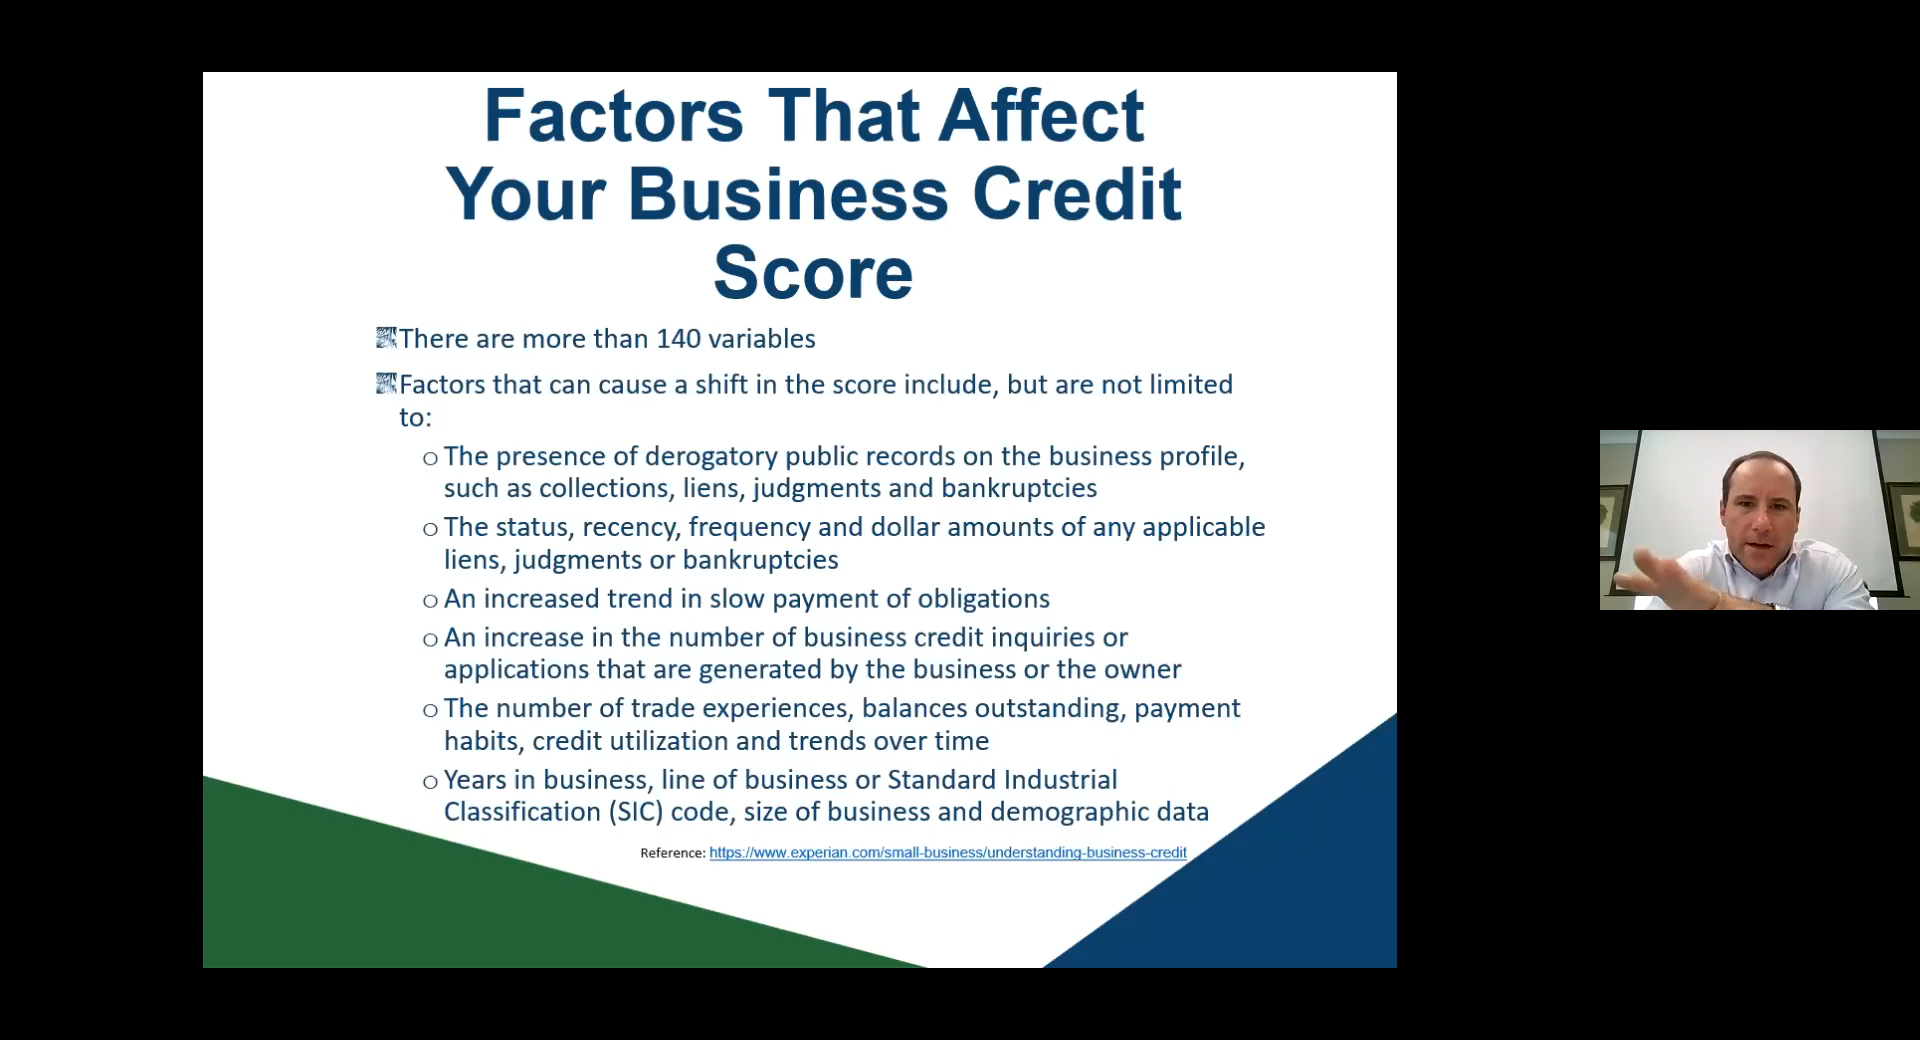 Factors That Affect
Your Business Credit
Score
There are more than 140 variables
Factors that can cause a shift in the score include, but are not limited
to:
o The presence of derogatory public records on the business profile,
such as collections, liens, judgments and bankruptcies
o The status, recency, frequency and dollar amounts of any applicable
liens, judgments or bankruptcies
o An increased trend in slow payment of obligations
o An increase in the number of business credit inquiries or
applications that are generated by the business or the owner
o The number of trade experiences, balances outstanding, payment
habits, credit utilization and trends over time
o Years in business, line of business or Standard Industrial
Classification (SIC) code, size of business and demographic data
Reference: https://www.experian.com/small-business/understanding-business-credit